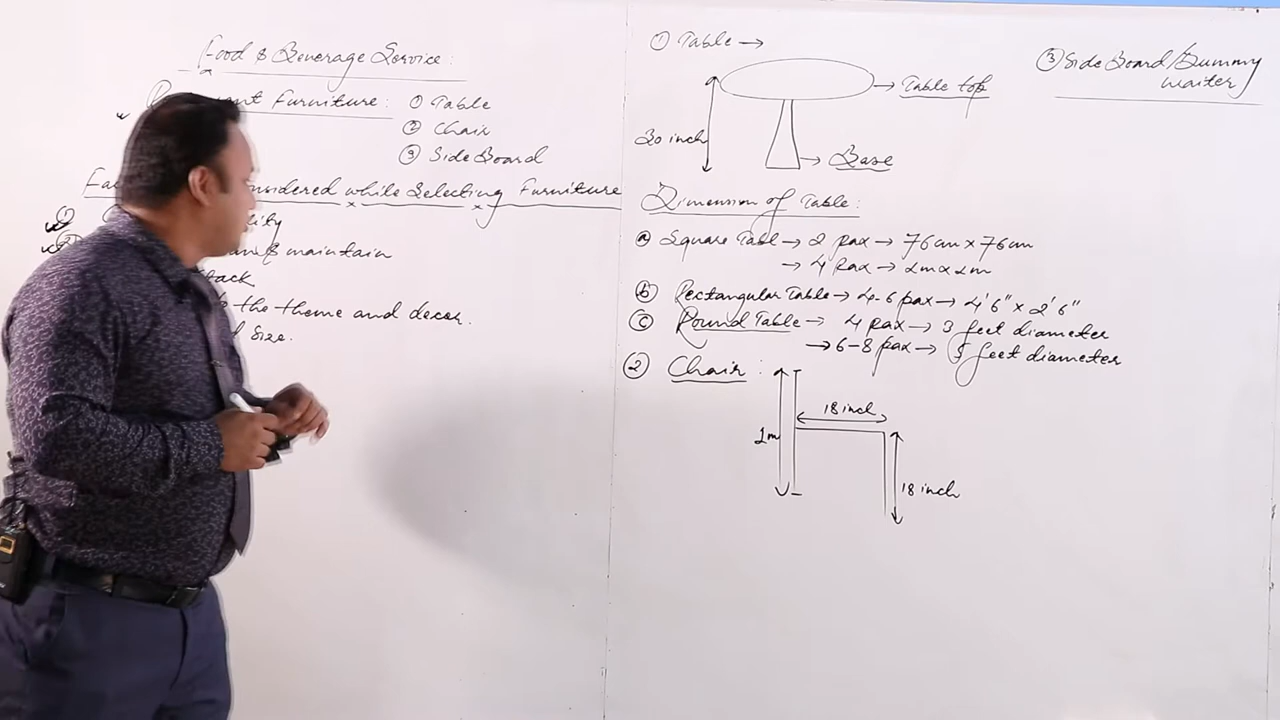 Food & Beverage Service:
Furniture: ① Table
② Chair
③ Side Board
considered while selecting Furniture
& maintain
stack
the theme and decor.
Size.
① Table →
→ Table top
30 inch
→ Base
Dimension of Table:
ⓐ Square Tabl → 2 pax → 76cm x 76cm
→ 4 Pax → 1m x 1m
ⓑ Rectangular Table → 4-6 pax → 4'6" x 2'6"
ⓒ Round Table → 4 pax → 3 feet diameter
→ 6-8 pax → 5 feet diameter
② Chair:
18 inch
1m
18 inch
③ Side Board/Dummy
waiter